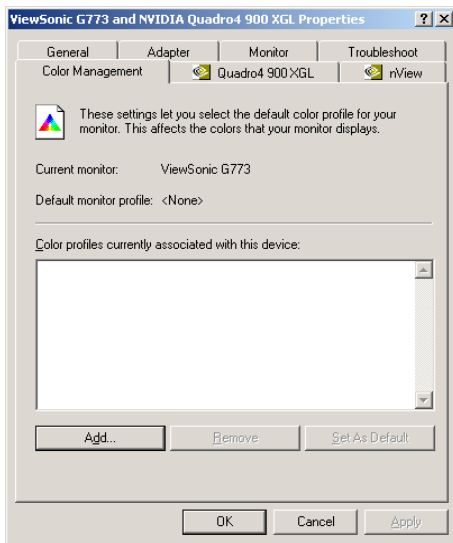 ViewSonic G773 and NVIDIA Quadro4 900 XGL Properties
General Adapter Monitor Troubleshoot
Color Management Quadro4 900 XGL nView
These settings let you select the default color profile for your
monitor. This affects the colors that your monitor displays.
Current monitor: ViewSonic G773
Default monitor profile: <None>
Color profiles currently associated with this device:
Add... Remove Set As Default
OK Cancel Apply